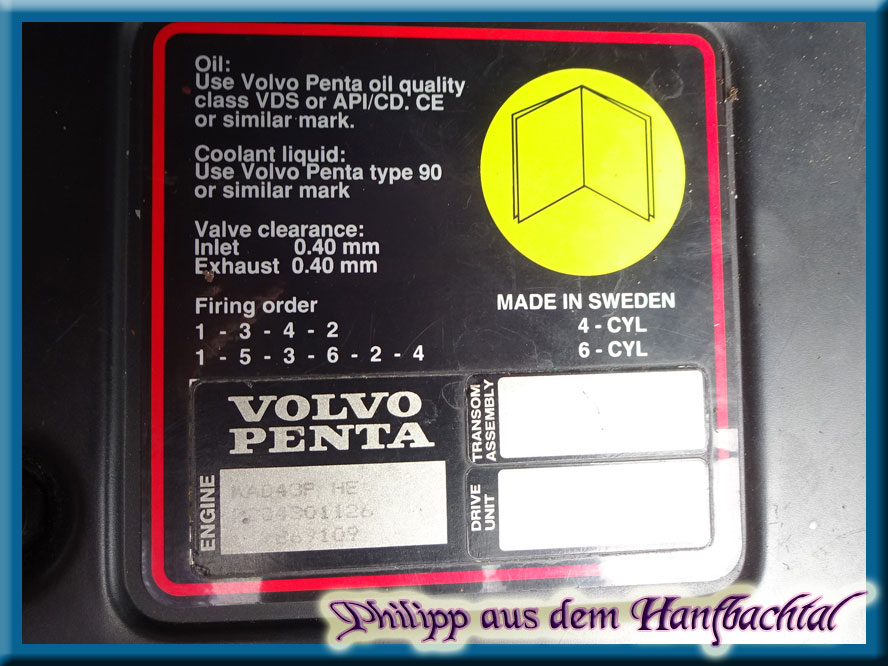 Oil:
Use Volvo Penta oil quality
class VDS or API/CD. CE
or similar mark.
Coolant liquid:
Use Volvo Penta type 90
or similar mark
Valve clearance:
Inlet 0.40 mm
Exhaust 0.40 mm
Firing order
1 - 3 - 4 - 2
1 - 5 - 3 - 6 - 2 - 4
MADE IN SWEDEN
4 - CYL
6 - CYL
VOLVO
PENTA
ENGINE
HE
869109
TRANSOM
ASSEMBLY
DRIVE
UNIT
Philipp aus dem Hanfbachtal